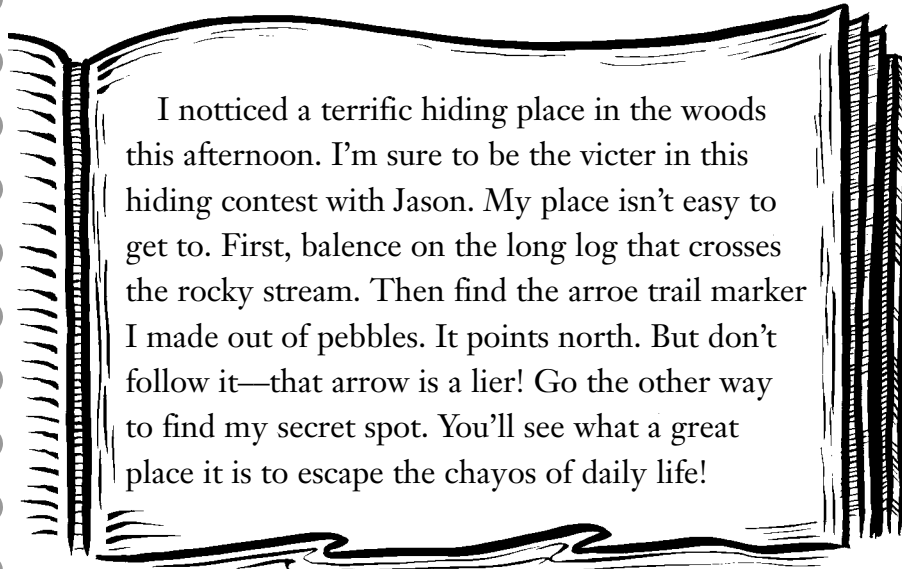 I notticed a terrific hiding place in the woods
this afternoon. I'm sure to be the victer in this
hiding contest with Jason. My place isn't easy to
get to. First, balence on the long log that crosses
the rocky stream. Then find the arroe trail marker
I made out of pebbles. It points north. But don't
follow it—that arrow is a lier! Go the other way
to find my secret spot. You'll see what a great
place it is to escape the chayos of daily life!